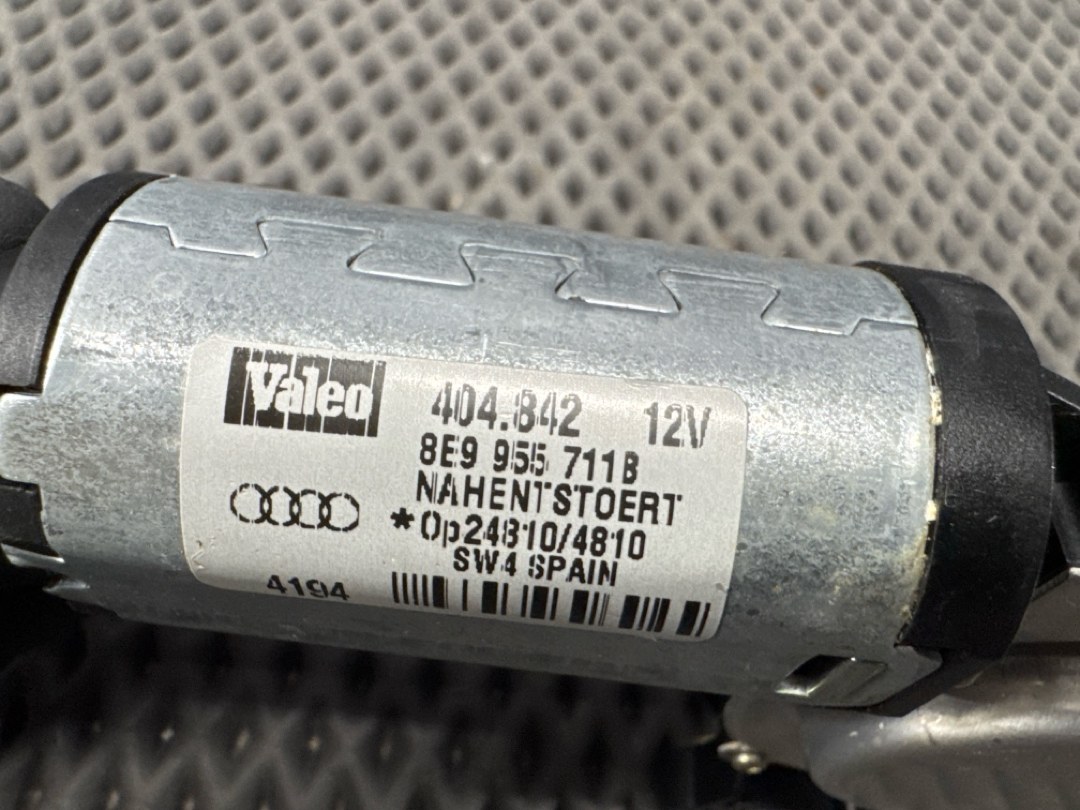 Valeo
404.842 12V
8E9 955 711B
NAHENTSTOERT
*Op24810/4810
SW4 SPAIN
4194